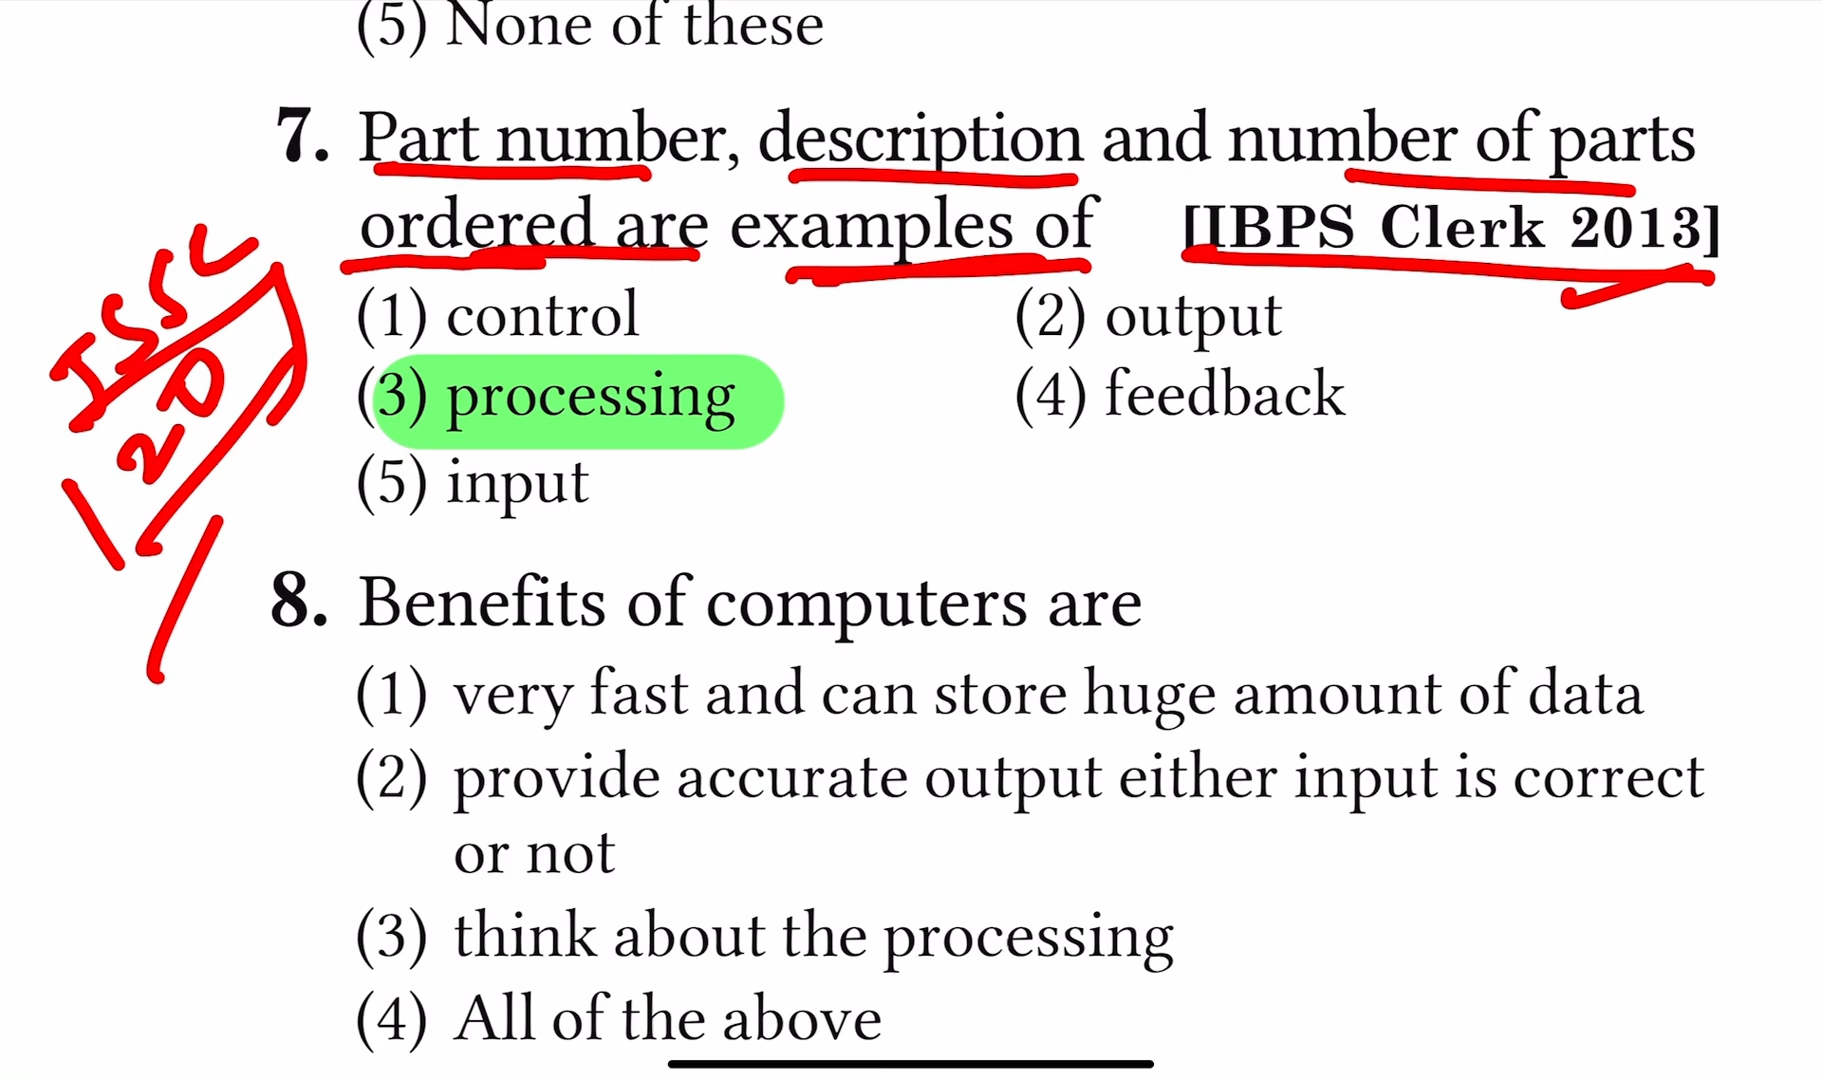 (5) None of these
7. Part number, description and number of parts
ordered are examples of [IBPS Clerk 2013]
(1) control (2) output
(3) processing (4) feedback
(5) input
8. Benefits of computers are
(1) very fast and can store huge amount of data
(2) provide accurate output either input is correct
or not
(3) think about the processing
(4) All of the above